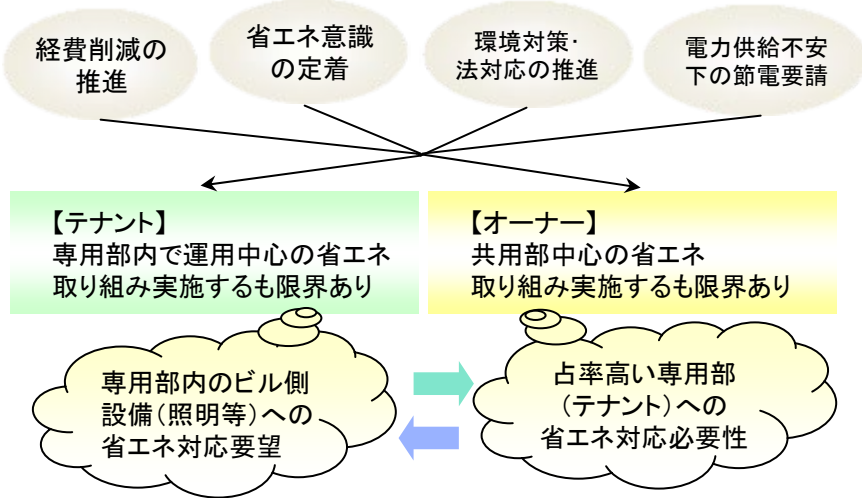 経費削減の
推進
省エネ意識
の定着
環境対策・
法対応の推進
電力供給不安
下の節電要請
【テナント】
専用部内で運用中心の省エネ
取り組み実施するも限界あり
【オーナー】
共用部中心の省エネ
取り組み実施するも限界あり
専用部内のビル側
設備(照明等)への
省エネ対応要望
占率高い専用部
(テナント)への
省エネ対応必要性